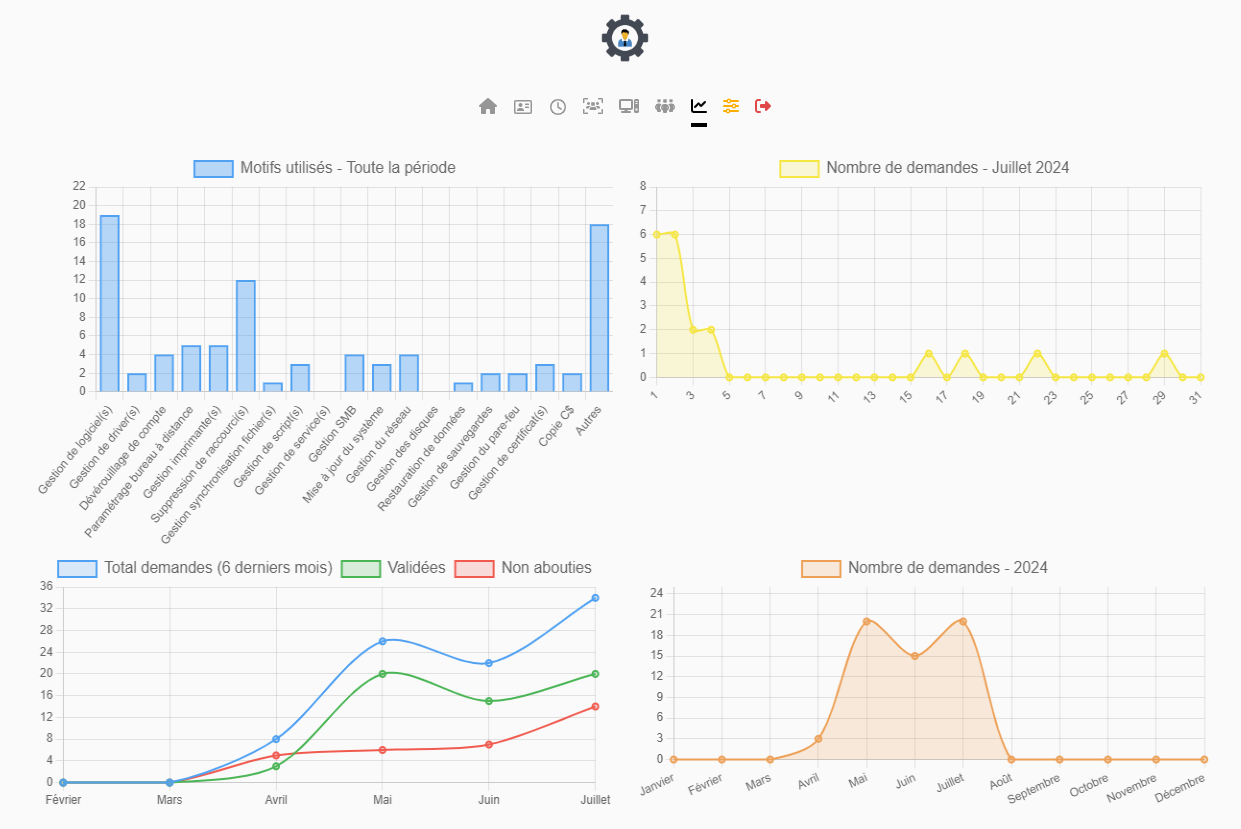 Motifs utilisés - Toute la période
22
20
18
16
14
12
10
8
6
4
2
0
Gestion de logiciel(s)
Gestion de driver(s)
Dévérouillage de compte
Paramétrage bureau à distance
Gestion imprimante(s)
Suppression de raccourci(s)
Gestion synchronisation fichier(s)
Gestion de script(s)
Gestion de service(s)
Gestion SMB
Mise à jour du système
Gestion du réseau
Gestion des disques
Restauration de données
Gestion de sauvegardes
Gestion du pare-feu
Gestion de certificat(s)
Copie C$
Autres
Nombre de demandes - Juillet 2024
8
7
6
5
4
3
2
1
0
1 3 5 7 9 11 13 15 17 19 21 23 25 27 29 31
Total demandes (6 derniers mois) Validées Non abouties
36
32
28
24
20
16
12
8
4
0
Février Mars Avril Mai Juin Juillet
Nombre de demandes - 2024
24
21
18
15
12
9
6
3
0
Janvier Février Mars Avril Mai Juin Juillet Août Septembre Octobre Novembre Décembre